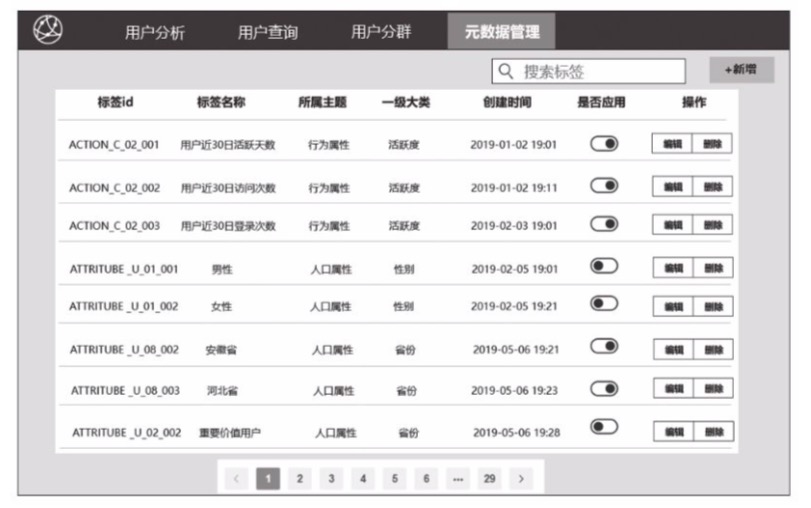 用户分析 用户查询 用户分群 元数据管理
搜索标签 +新增
标签id 标签名称 所属主题 一级大类 创建时间 是否应用 操作
ACTION_C_02_001 用户近30日活跃天数 行为属性 活跃度 2019-01-02 19:01 编辑 删除
ACTION_C_02_002 用户近30日访问次数 行为属性 活跃度 2019-01-02 19:11 编辑 删除
ACTION_C_02_003 用户近30日登录次数 行为属性 活跃度 2019-02-03 19:01 编辑 删除
ATTRITUBE _U_01_001 男性 人口属性 性别 2019-02-05 19:01 编辑 删除
ATTRITUBE _U_01_002 女性 人口属性 性别 2019-02-05 19:21 编辑 删除
ATTRITUBE _U_08_002 安徽省 人口属性 省份 2019-05-06 19:21 编辑 删除
ATTRITUBE _U_08_003 河北省 人口属性 省份 2019-05-06 19:23 编辑 删除
ATTRITUBE _U_02_002 重要价值用户 人口属性 省份 2019-05-06 19:28 编辑 删除
< 1 2 3 4 5 6 ... 29 >